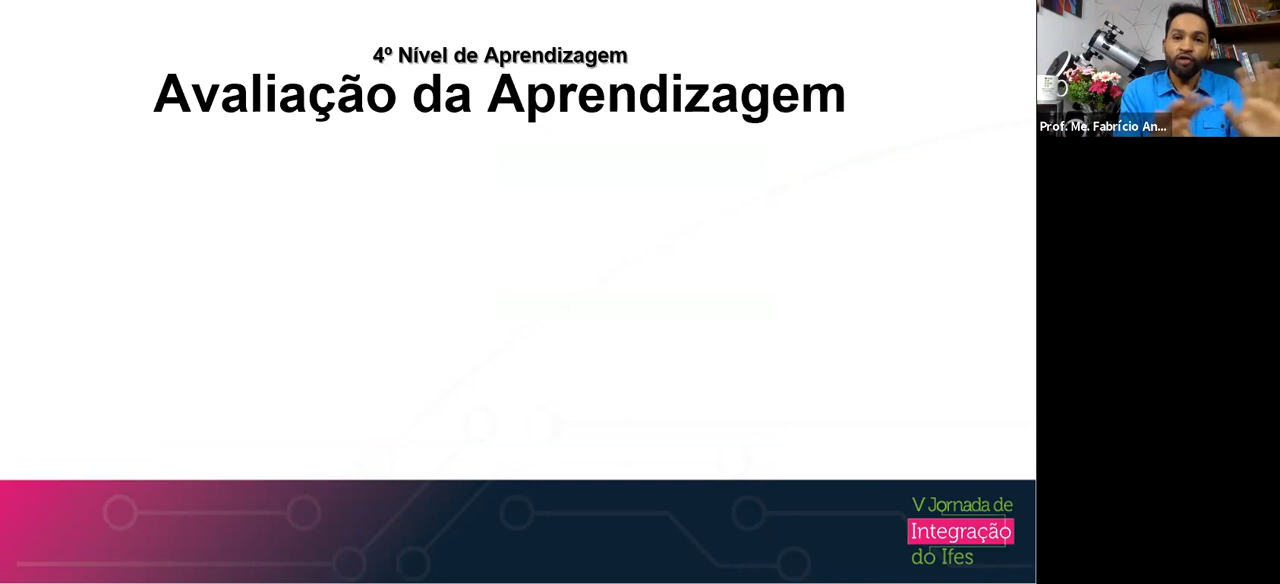 4º Nível de Aprendizagem
Avaliação da Aprendizagem
Prof. Me. Fabrício An...
V Jornada de
Integração
do Ifes